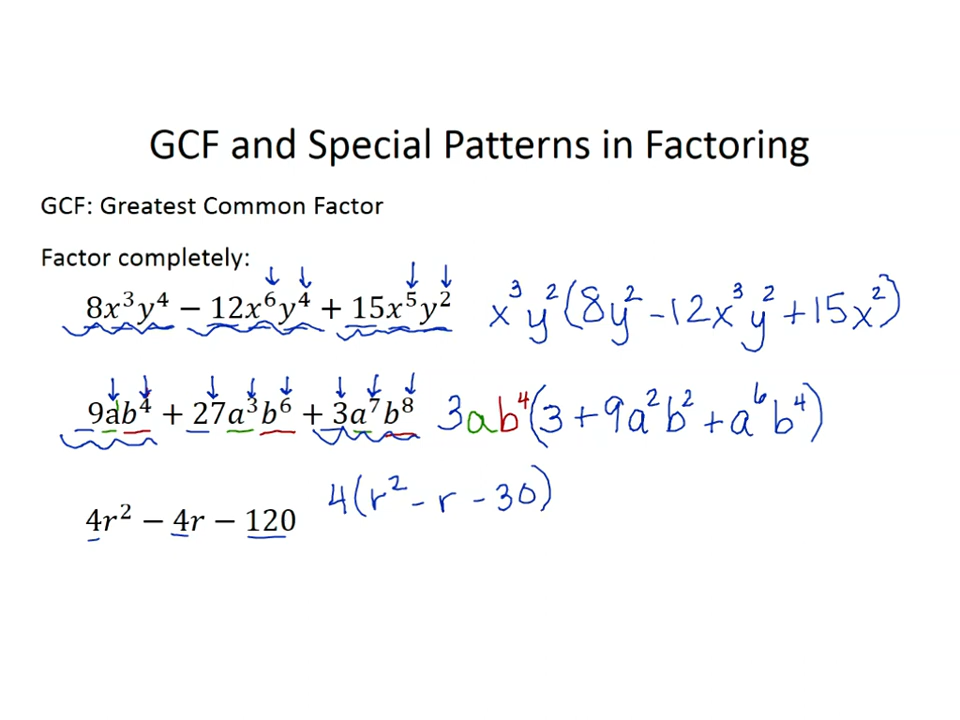 GCF and Special Patterns in Factoring
GCF: Greatest Common Factor
Factor completely:
8x³y⁴ − 12x⁶y⁴ + 15x⁵y² x³y²(8y² − 12x³y² + 15x²)
9ab⁴ + 27a³b⁶ + 3a⁷b⁸ 3ab⁴(3 + 9a²b² + a⁶b⁴)
4r² − 4r − 120 4(r² − r − 30)